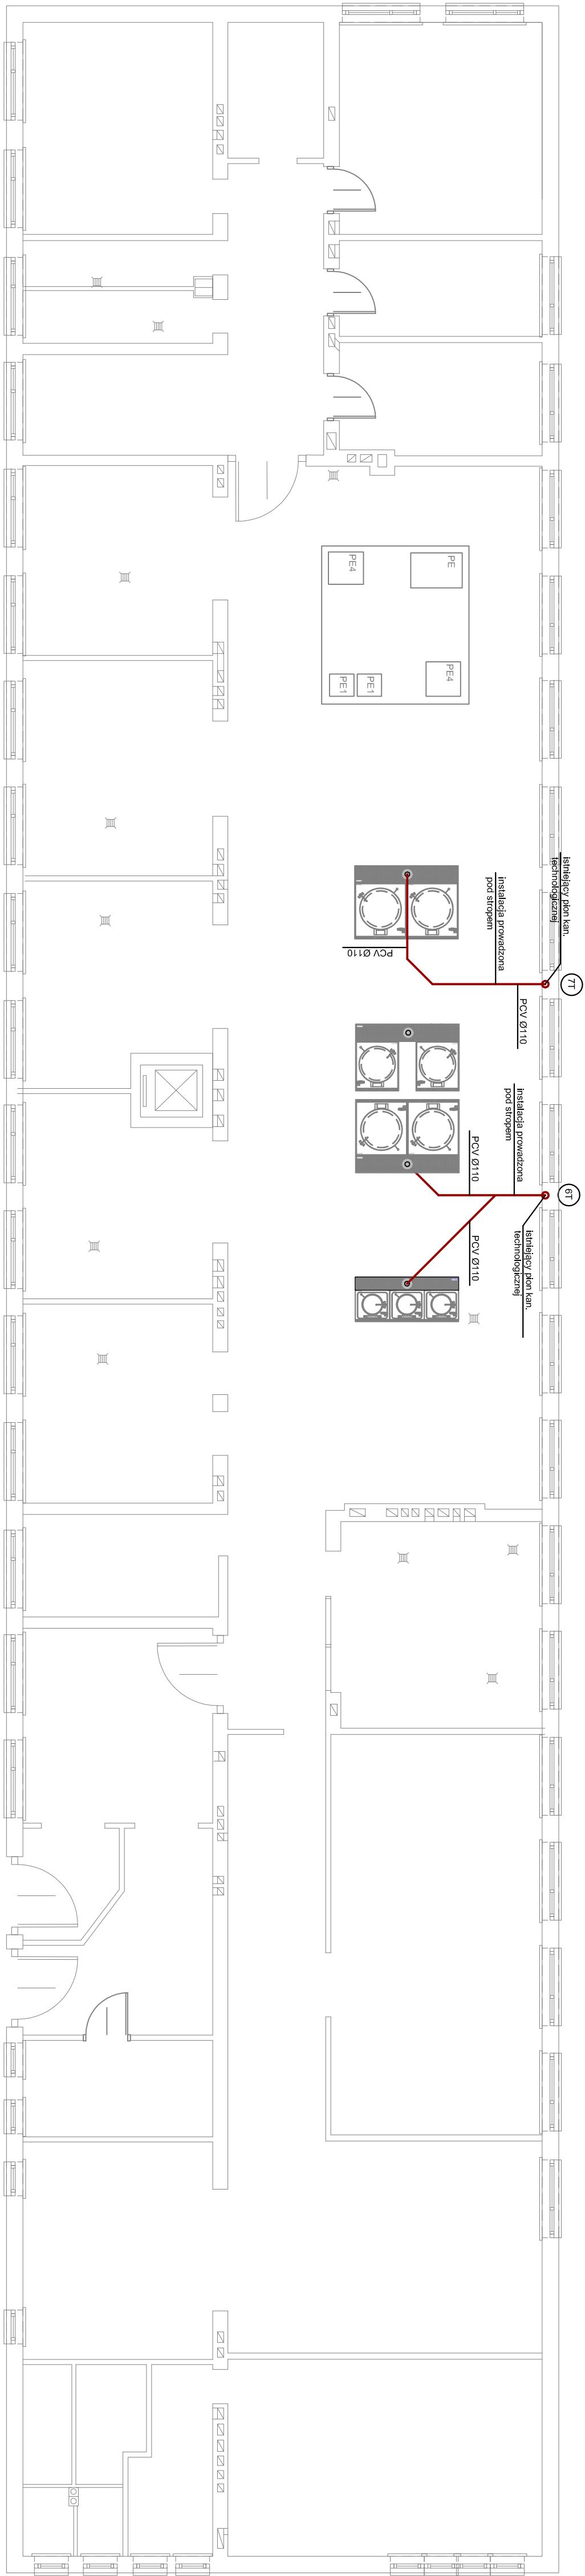 PE4
PE
PE4
PE1
PE1
istniejący pion kan.
technologicznej
7T
instalacja prowadzona
pod stropem
PCV Ø110
PCV Ø110
instalacja prowadzona
pod stropem
6T
PCV Ø110
PCV Ø110
istniejący pion kan.
technologicznej